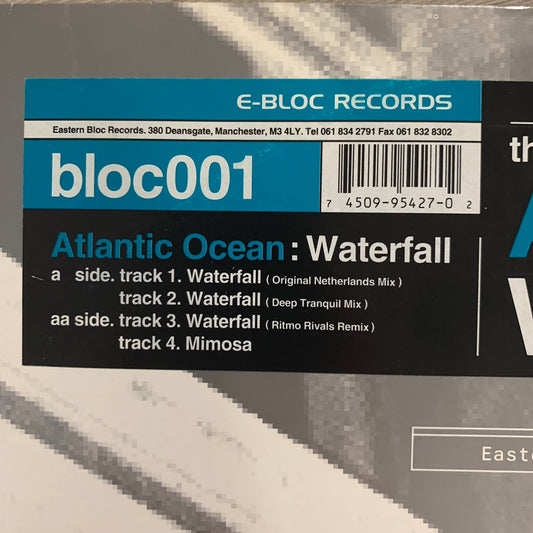 E-BLOC RECORDS
Eastern Bloc Records. 380 Deansgate, Manchester, M3 4LY. Tel 061 834 2791 Fax 061 832 8302
bloc001
7 4509-95427-0 2
Atlantic Ocean: Waterfall
a side. track 1. Waterfall (Original Netherlands Mix)
track 2. Waterfall (Deep Tranquil Mix)
aa side. track 3. Waterfall (Ritmo Rivals Remix)
track 4. Mimosa